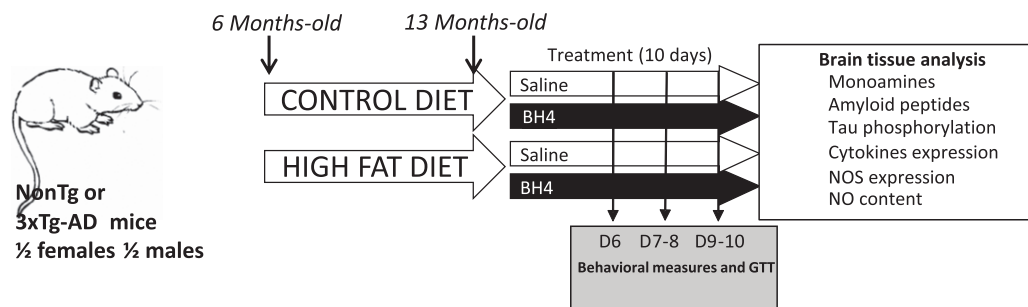 6 Months-old
13 Months-old
NonTg or
3xTg-AD mice
½ females ½ males
CONTROL DIET
HIGH FAT DIET
Treatment (10 days)
Saline
BH4
Saline
BH4
D6 D7-8 D9-10
Behavioral measures and GTT
Brain tissue analysis
Monoamines
Amyloid peptides
Tau phosphorylation
Cytokines expression
NOS expression
NO content